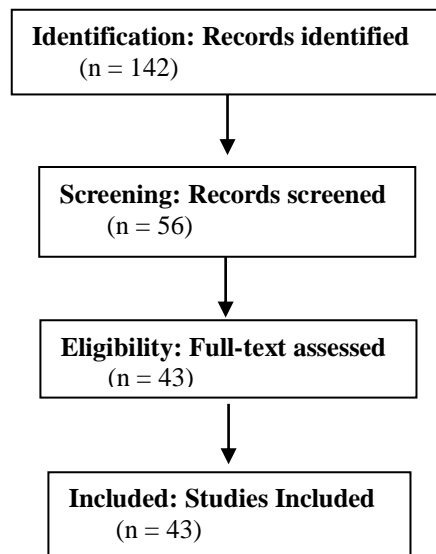 Identification: Records identified
(n = 142)
Screening: Records screened
(n = 56)
Eligibility: Full-text assessed
(n = 43)
Included: Studies Included
(n = 43)